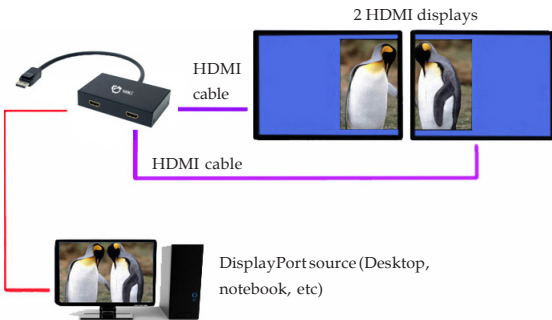 2 HDMI displays
HDMI
cable
HDMI cable
DisplayPort source (Desktop,
notebook, etc)